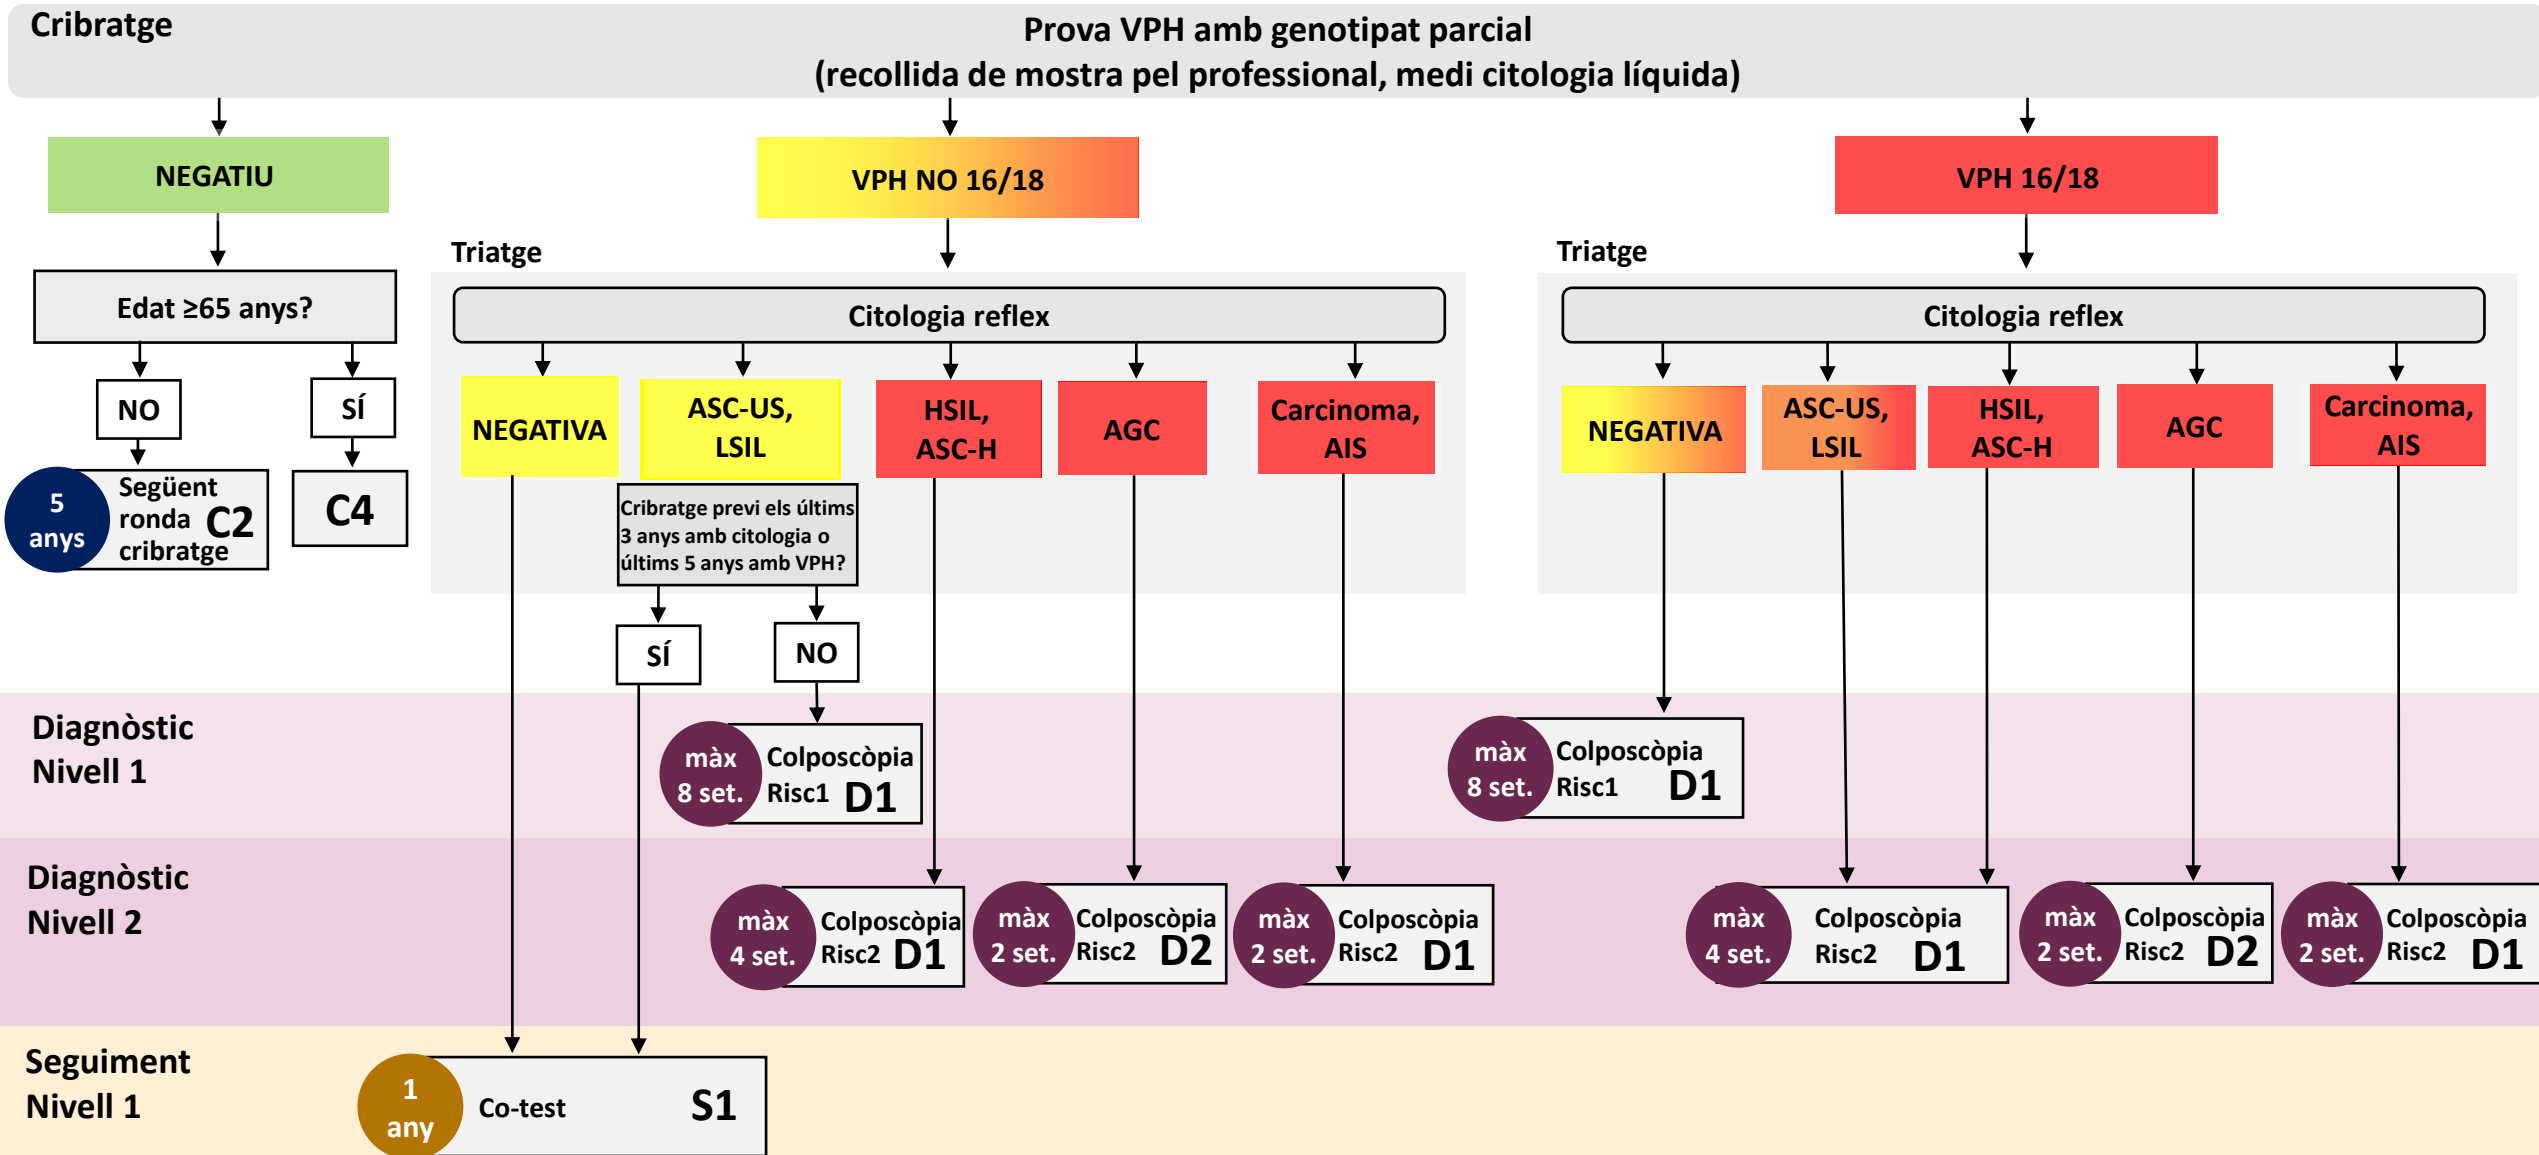 Cribratge
Prova VPH amb genotipat parcial
(recollida de mostra pel professional, medi citologia líquida)
NEGATIU
VPH NO 16/18
VPH 16/18
Edat ≥65 anys?
NO
SÍ
5
anys
Següent
ronda
cribratge
C2
C4
Triatge
Citologia reflex
NEGATIVA
ASC-US,
LSIL
HSIL,
ASC-H
AGC
Carcinoma,
AIS
Cribratge previ els últims
3 anys amb citologia o
últims 5 anys amb VPH?
SÍ
NO
Triatge
Citologia reflex
NEGATIVA
ASC-US,
LSIL
HSIL,
ASC-H
AGC
Carcinoma,
AIS
Diagnòstic
Nivell 1
màx
8 set.
Colposcòpia
Risc1 D1
màx
8 set.
Colposcòpia
Risc1 D1
Diagnòstic
Nivell 2
màx
4 set.
Colposcòpia
Risc2 D1
màx
2 set.
Colposcòpia
Risc2 D2
màx
2 set.
Colposcòpia
Risc2 D1
màx
4 set.
Colposcòpia
Risc2 D1
màx
2 set.
Colposcòpia
Risc2 D2
màx
2 set.
Colposcòpia
Risc2 D1
Seguiment
Nivell 1
1
any
Co-test S1